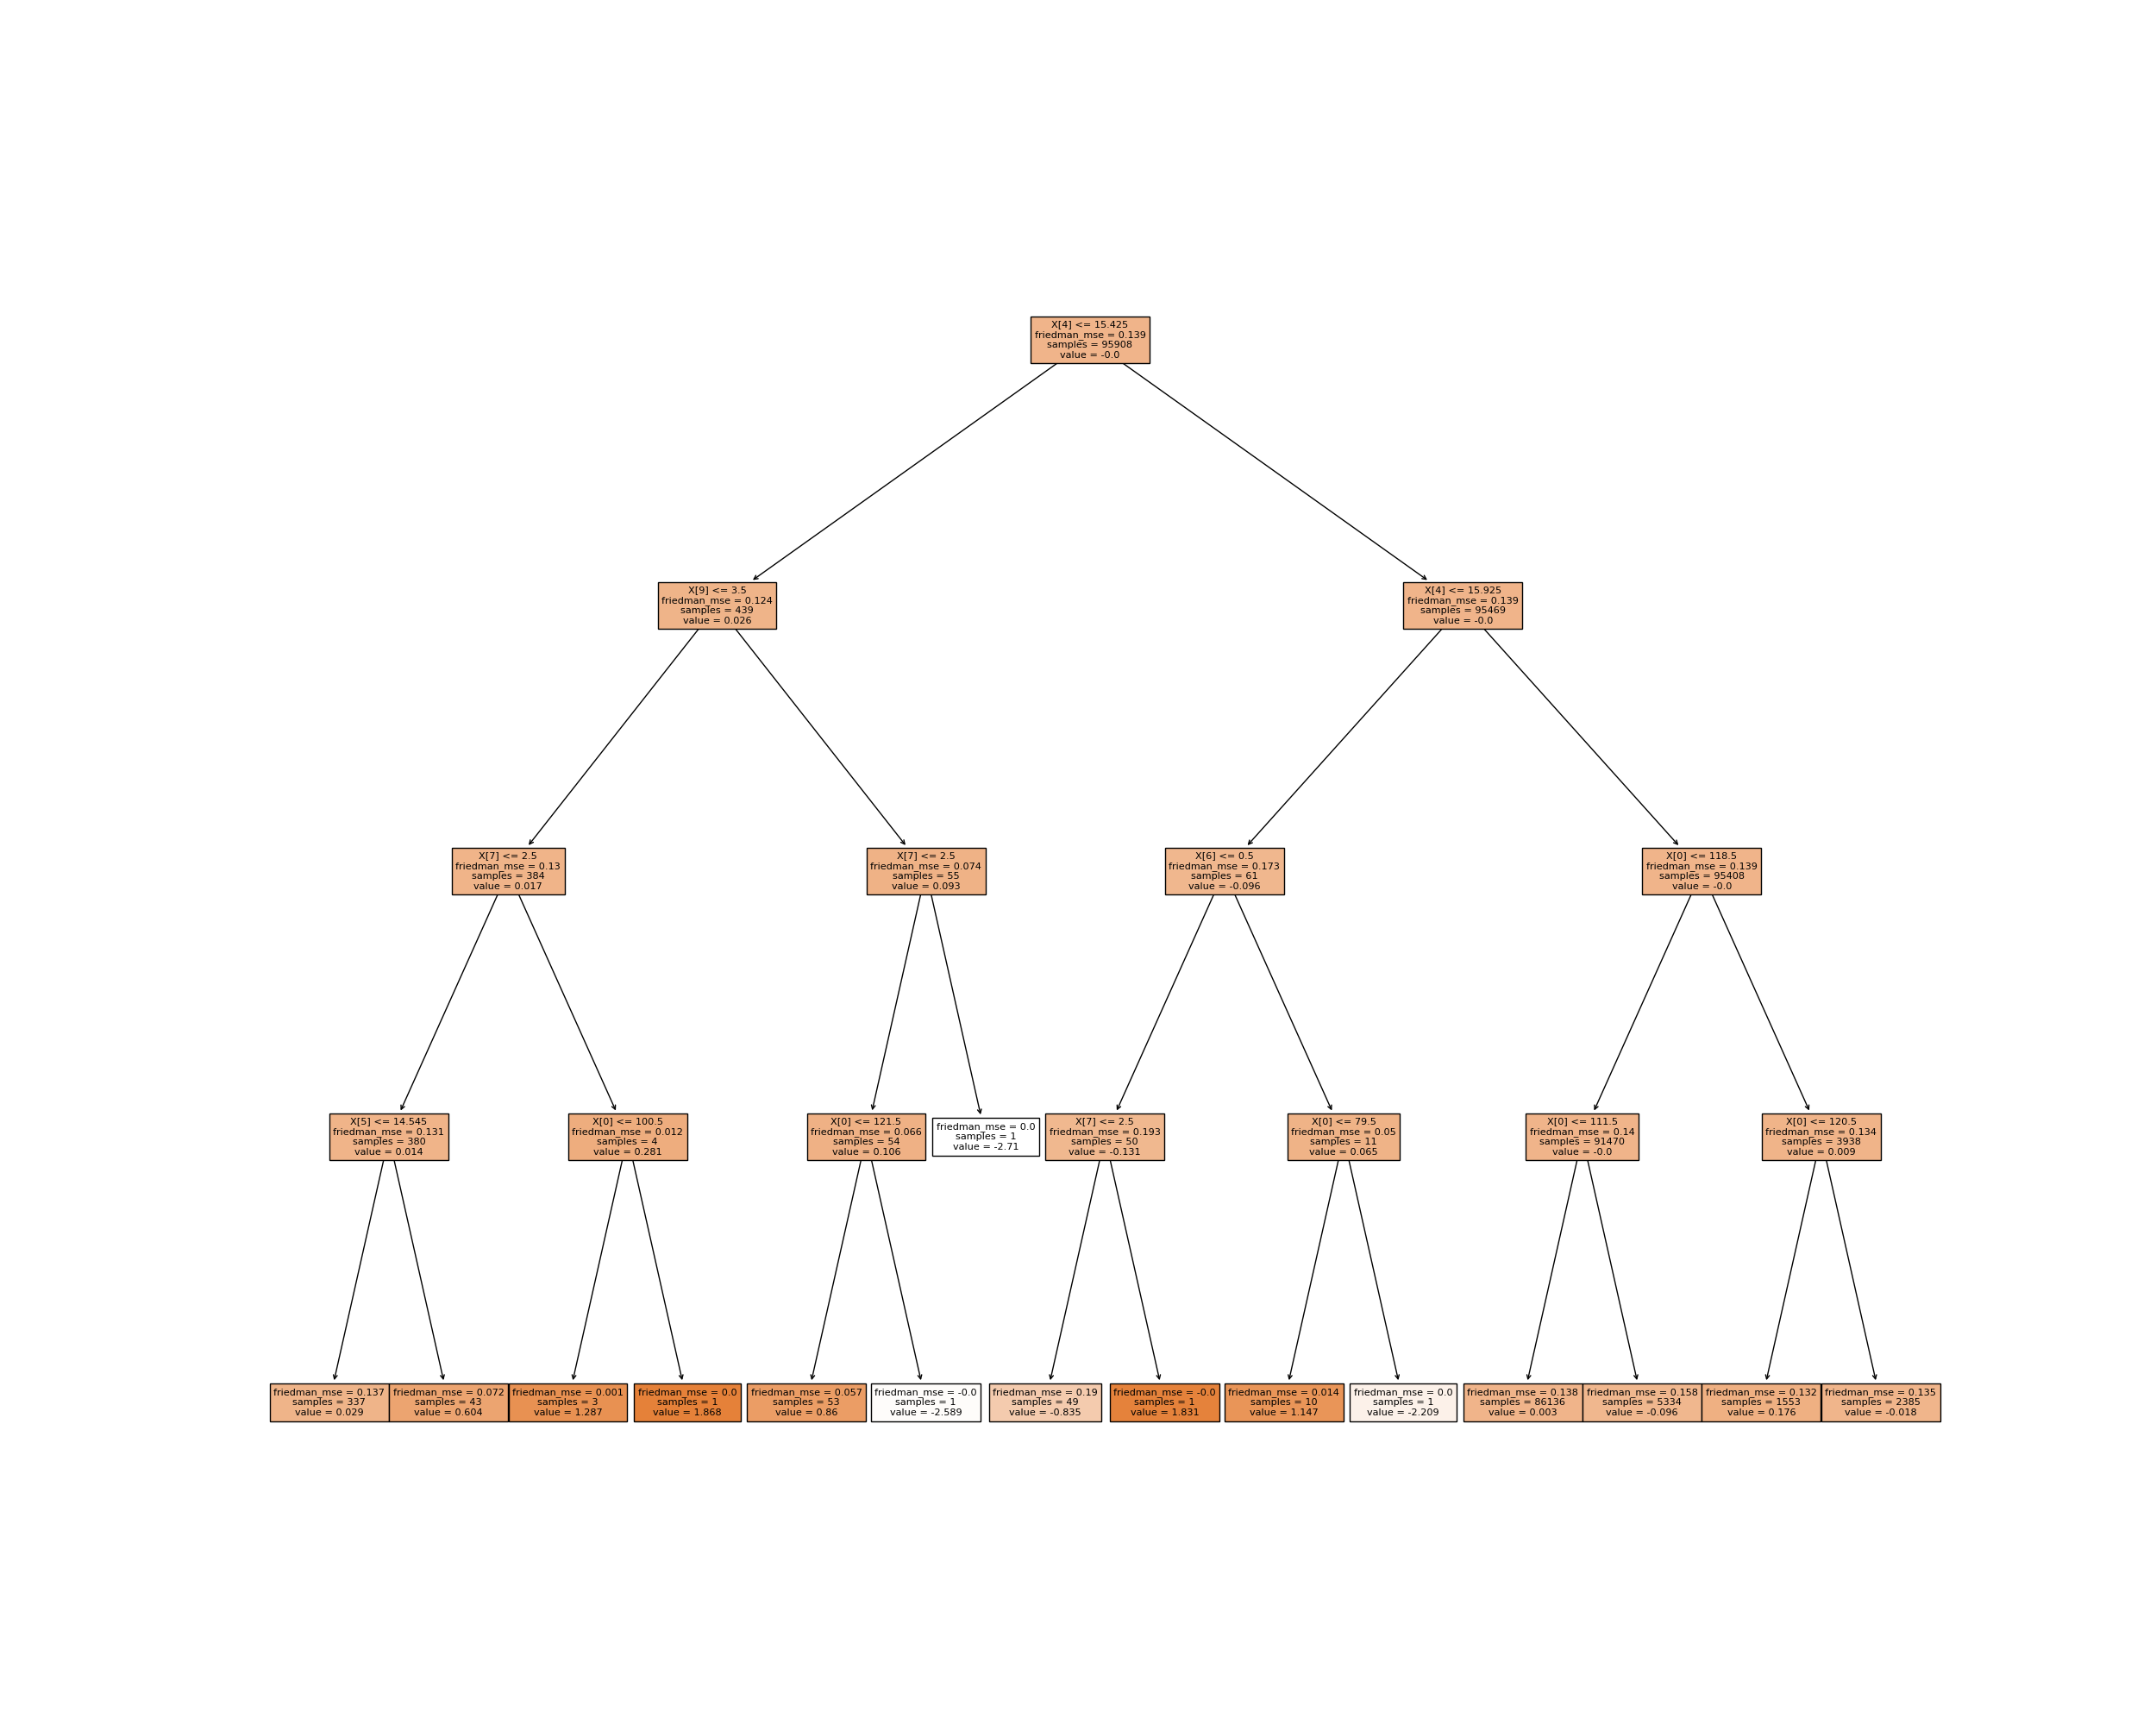 X[4] <= 15.425
friedman_mse = 0.139
samples = 95908
value = -0.0
X[9] <= 3.5
friedman_mse = 0.124
samples = 439
value = 0.026
X[4] <= 15.925
friedman_mse = 0.139
samples = 95469
value = -0.0
X[7] <= 2.5
friedman_mse = 0.13
samples = 384
value = 0.017
X[7] <= 2.5
friedman_mse = 0.074
samples = 55
value = 0.093
X[6] <= 0.5
friedman_mse = 0.173
samples = 61
value = -0.096
X[0] <= 118.5
friedman_mse = 0.139
samples = 95408
value = -0.0
X[5] <= 14.545
friedman_mse = 0.131
samples = 380
value = 0.014
X[0] <= 100.5
friedman_mse = 0.012
samples = 4
value = 0.281
X[0] <= 121.5
friedman_mse = 0.066
samples = 54
value = 0.106
friedman_mse = 0.0
samples = 1
value = -2.71
X[7] <= 2.5
friedman_mse = 0.193
samples = 50
value = -0.131
X[0] <= 79.5
friedman_mse = 0.05
samples = 11
value = 0.065
X[0] <= 111.5
friedman_mse = 0.14
samples = 91470
value = -0.0
X[0] <= 120.5
friedman_mse = 0.134
samples = 3938
value = 0.009
friedman_mse = 0.137
samples = 337
value = 0.029
friedman_mse = 0.072
samples = 43
value = 0.604
friedman_mse = 0.001
samples = 3
value = 1.287
friedman_mse = 0.0
samples = 1
value = 1.868
friedman_mse = 0.057
samples = 53
value = 0.86
friedman_mse = -0.0
samples = 1
value = -2.589
friedman_mse = 0.19
samples = 49
value = -0.835
friedman_mse = -0.0
samples = 1
value = 1.831
friedman_mse = 0.014
samples = 10
value = 1.147
friedman_mse = 0.0
samples = 1
value = -2.209
friedman_mse = 0.138
samples = 86136
value = 0.003
friedman_mse = 0.158
samples = 5334
value = -0.096
friedman_mse = 0.132
samples = 1553
value = 0.176
friedman_mse = 0.135
samples = 2385
value = -0.018